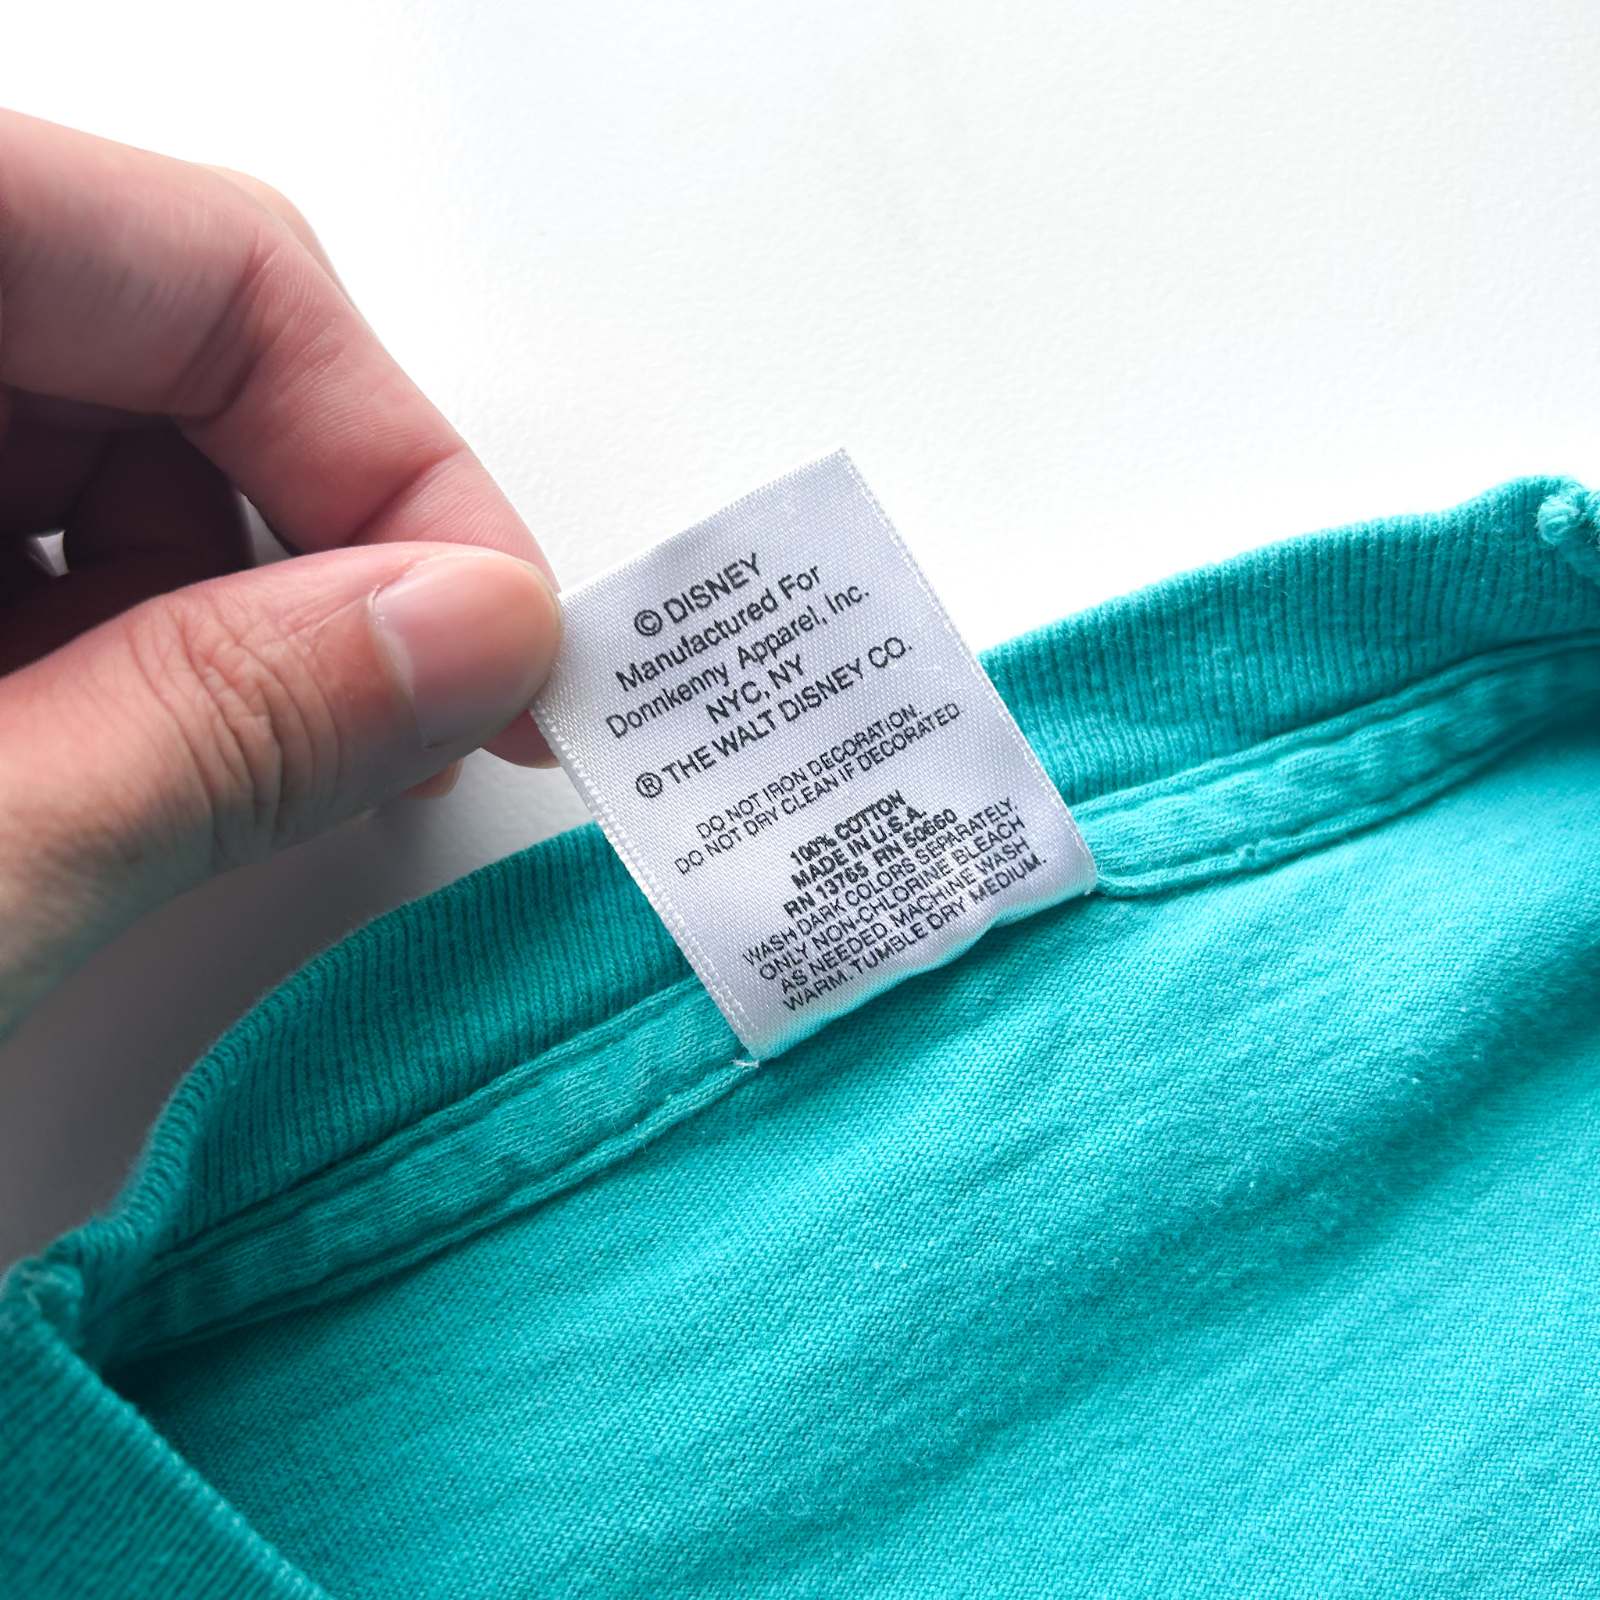 © DISNEY
Manufactured For
Donnkenny Apparel, Inc.
NYC, NY
® THE WALT DISNEY CO.
DO NOT IRON DECORATION.
DO NOT DRY CLEAN IF DECORATED.
100% COTTON
MADE IN U.S.A.
RN 13765 RN 50660
WASH DARK COLORS SEPARATELY.
ONLY NON-CHLORINE BLEACH
AS NEEDED. MACHINE WASH
WARM. TUMBLE DRY MEDIUM.